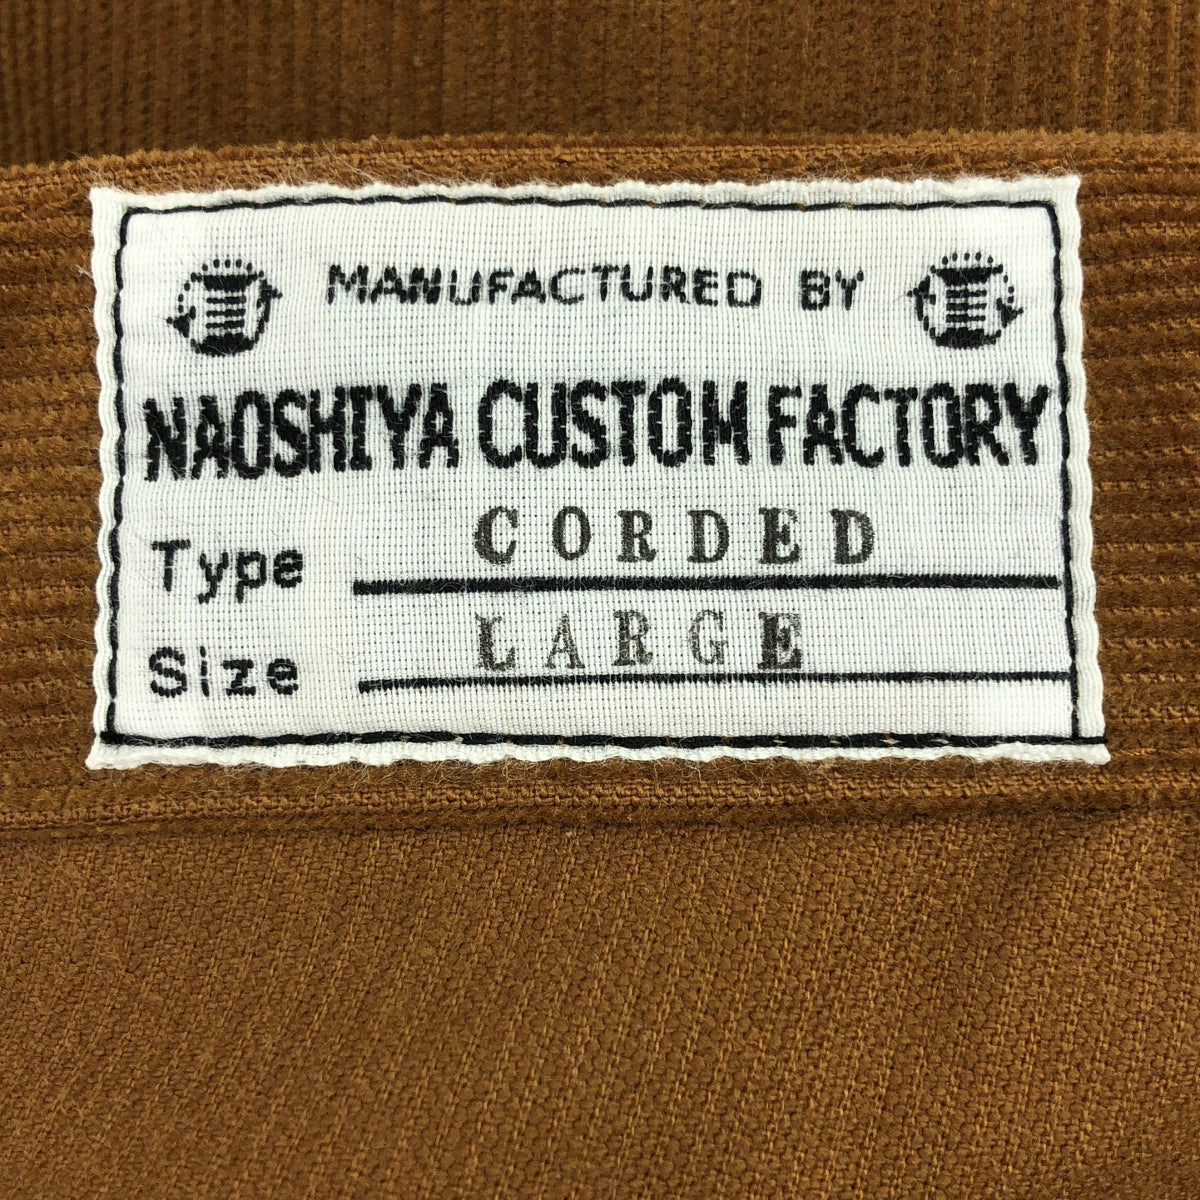 MANUFACTURED BY
NAOSHIYA CUSTOM FACTORY
Type CORDED
Size LARGE